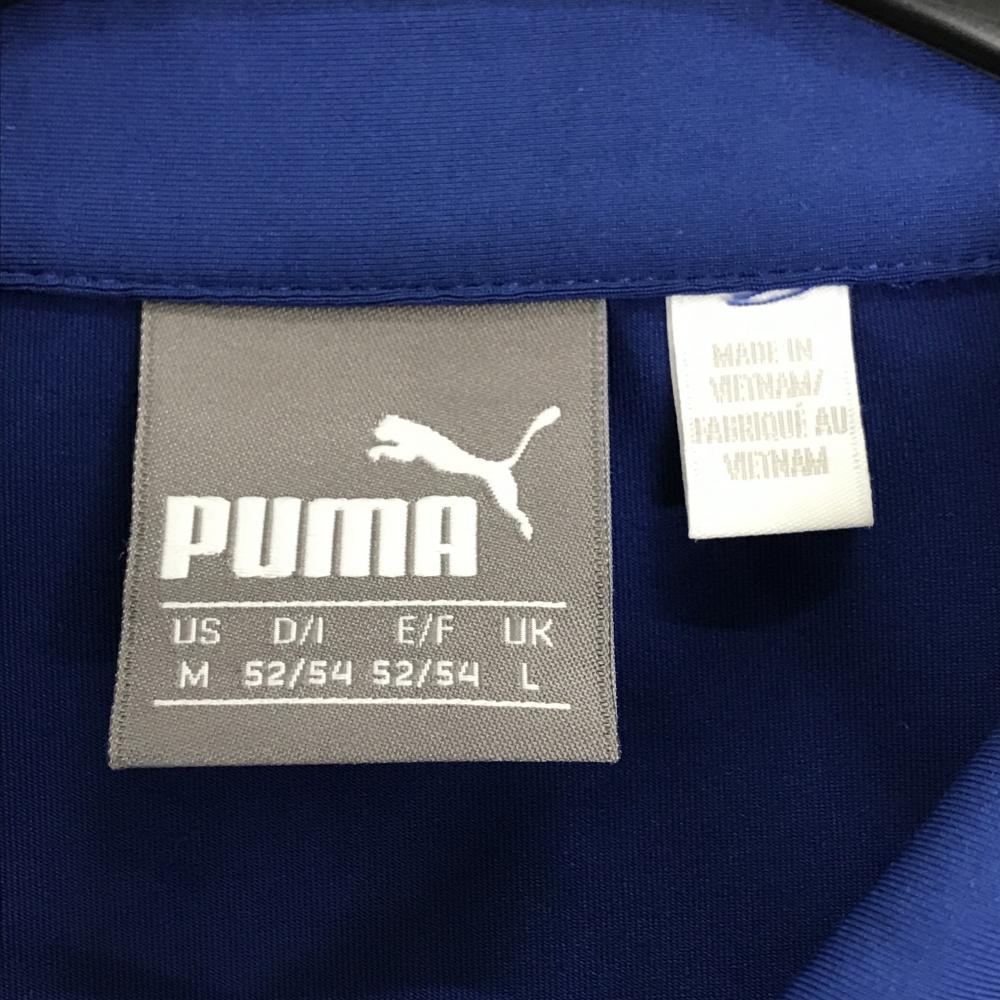 PUMA
US D/I E/F UK
M 52/54 52/54 L
MADE IN
VIETNAM/
FABRIQUÉ AU
VIETNAM